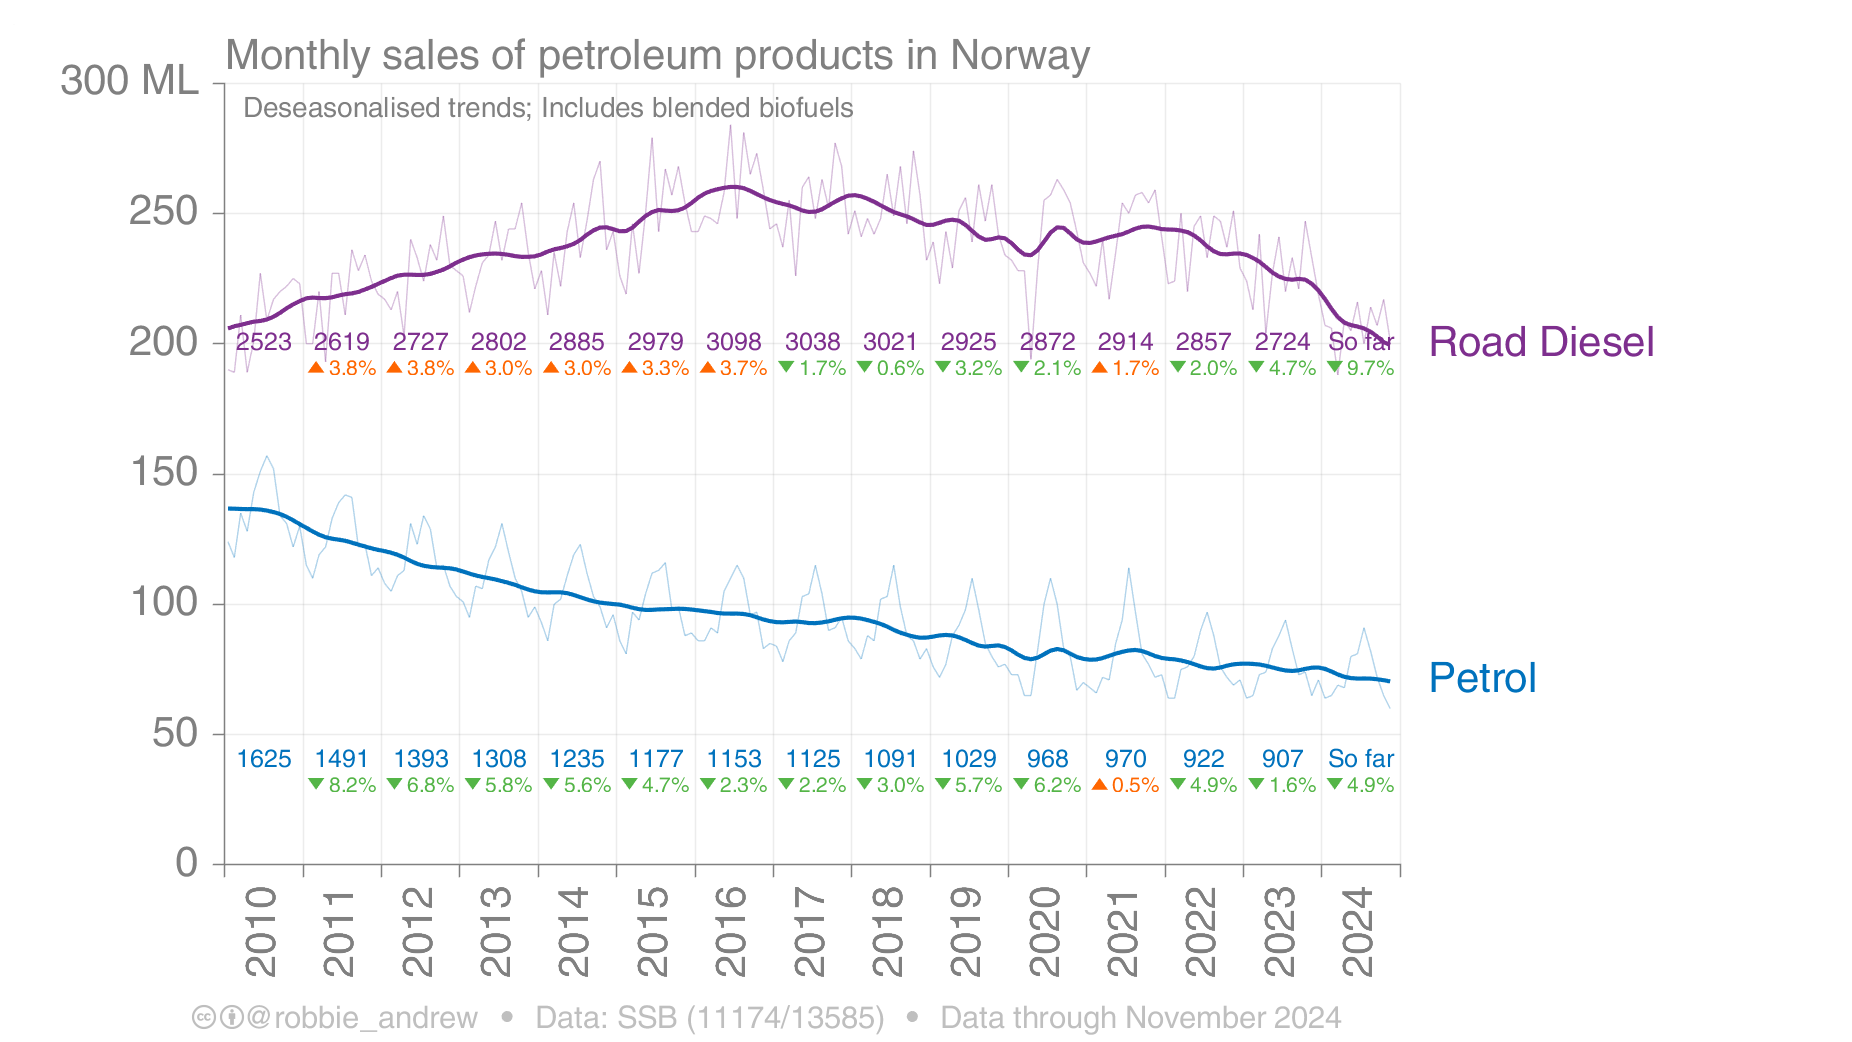 Monthly sales of petroleum products in Norway
300 ML
Deseasonalised trends; Includes blended biofuels
250
200
2523 2619 2727 2802 2885 2979 3098 3038 3021 2925 2872 2914 2857 2724 So far
▲ 3.8% ▲ 3.8% ▲ 3.0% ▲ 3.0% ▲ 3.3% ▲ 3.7% ▼ 1.7% ▼ 0.6% ▼ 3.2% ▼ 2.1% ▲ 1.7% ▼ 2.0% ▼ 4.7% ▼ 9.7%
Road Diesel
150
100
Petrol
50
1625 1491 1393 1308 1235 1177 1153 1125 1091 1029 968 970 922 907 So far
▼ 8.2% ▼ 6.8% ▼ 5.8% ▼ 5.6% ▼ 4.7% ▼ 2.3% ▼ 2.2% ▼ 3.0% ▼ 5.7% ▼ 6.2% ▲ 0.5% ▼ 4.9% ▼ 1.6% ▼ 4.9%
0
2010 2011 2012 2013 2014 2015 2016 2017 2018 2019 2020 2021 2022 2023 2024
@robbie_andrew • Data: SSB (11174/13585) • Data through November 2024